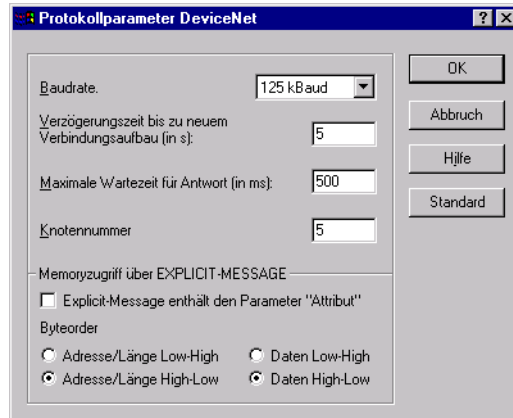 Protokollparameter DeviceNet
Baudrate.
125 kBaud
Verzögerungszeit bis zu neuem
Verbindungsaufbau (in s):
5
Maximale Wartezeit für Antwort (in ms):
500
Knotennummer
5
Memoryzugriff über EXPLICIT-MESSAGE
Explicit-Message enthält den Parameter "Attribut"
Byteorder
Adresse/Länge Low-High
Daten Low-High
Adresse/Länge High-Low
Daten High-Low
OK
Abbruch
Hilfe
Standard